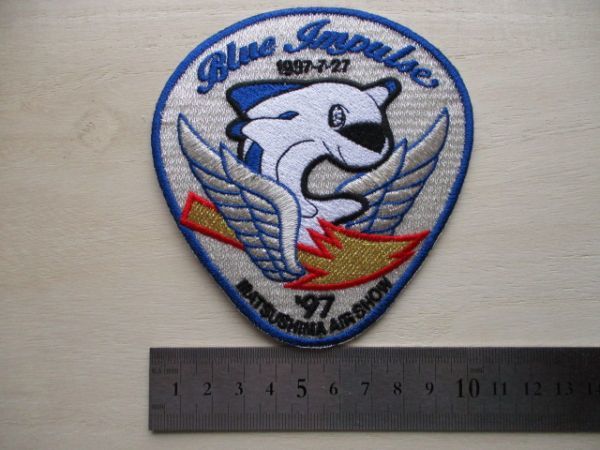 Blue Impulse
1997-7-27
'97
MATSUSHIMA AIR SHOW
1 2 3 4 5 6 7 8 9 10 11 12 13